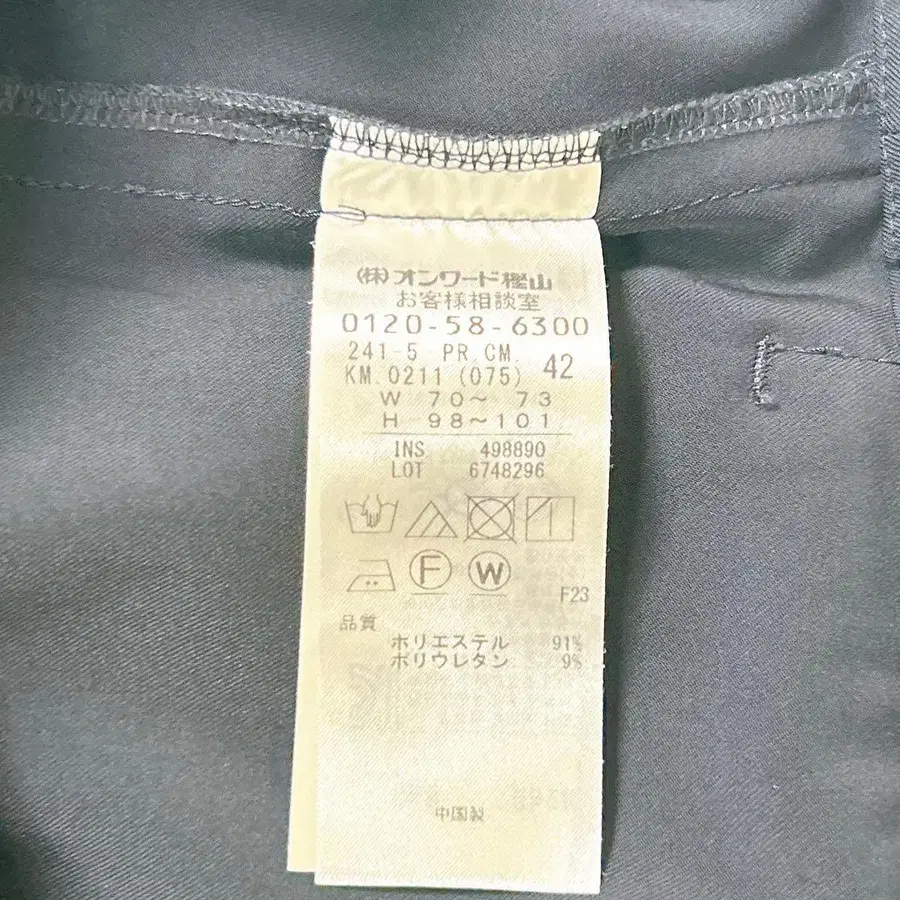 (株)オンワード樫山
お客様相談室
0120-58-6300
241-5 PR.CM. 42
KM.0211 (075)
W 70～ 73
H 98～101
INS 498890
LOT 6748296
F
W
F23
品質
ポリエステル 91%
ポリウレタン 9%
中国製